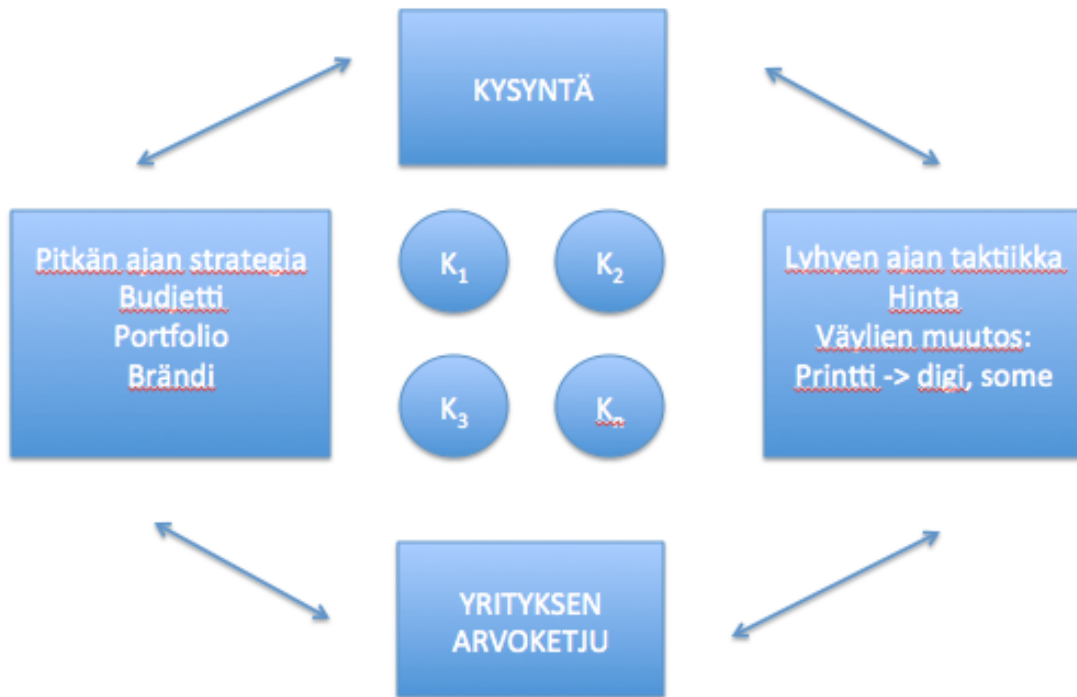 KYSYNTÄ
Pitkän ajan strategia
Budjetti
Portfolio
Brändi
K₁
K₂
K₃
Kₙ
Lyhyen ajan taktiikka
Hinta
Väylien muutos:
Printti -> digi, some
YRITYKSEN
ARVOKETJU